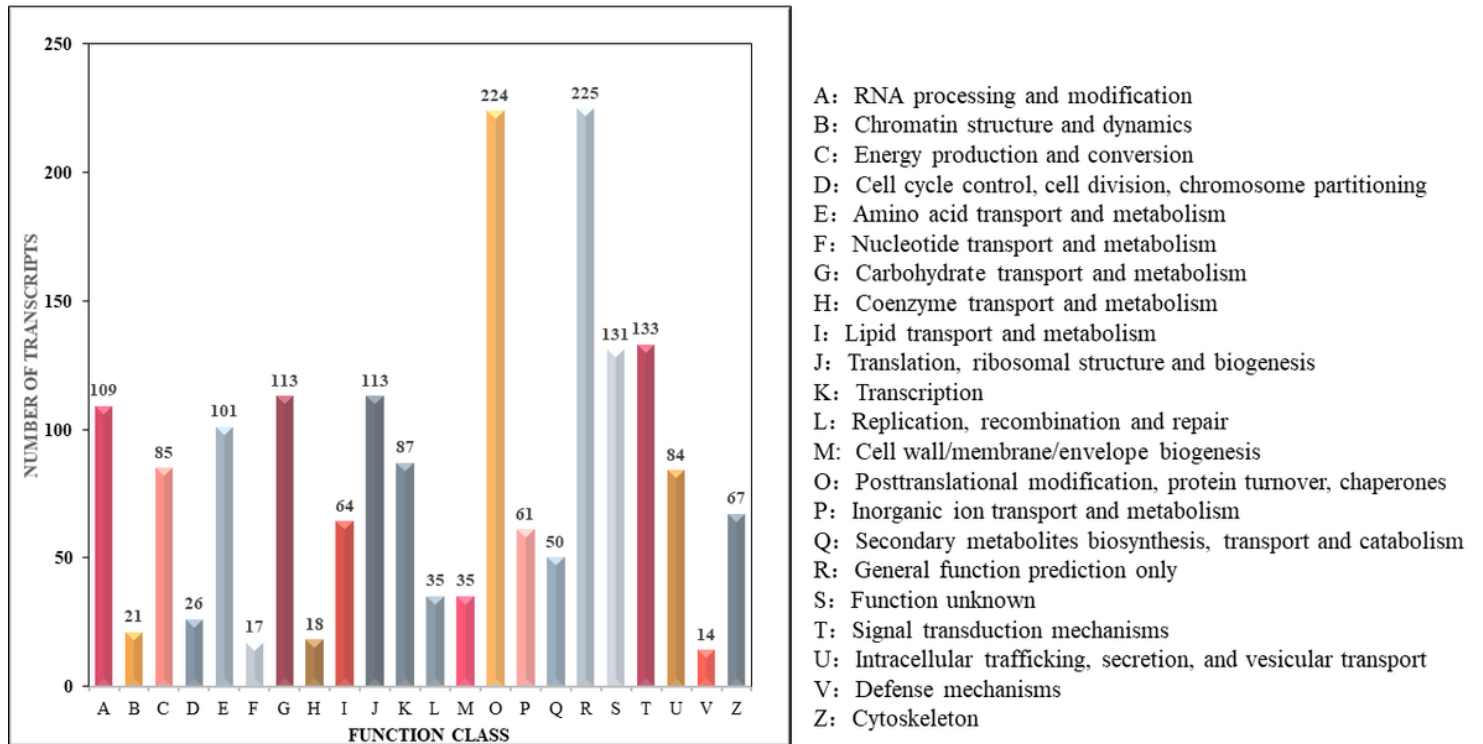 250
200
150
100
50
0
NUMBER OF TRANSCRIPTS
109
21
85
26
101
17
113
18
64
113
87
35
35
224
61
50
225
131
133
84
14
67
A B C D E F G H I J K L M O P Q R S T U V Z
FUNCTION CLASS
A: RNA processing and modification
B: Chromatin structure and dynamics
C: Energy production and conversion
D: Cell cycle control, cell division, chromosome partitioning
E: Amino acid transport and metabolism
F: Nucleotide transport and metabolism
G: Carbohydrate transport and metabolism
H: Coenzyme transport and metabolism
I: Lipid transport and metabolism
J: Translation, ribosomal structure and biogenesis
K: Transcription
L: Replication, recombination and repair
M: Cell wall/membrane/envelope biogenesis
O: Posttranslational modification, protein turnover, chaperones
P: Inorganic ion transport and metabolism
Q: Secondary metabolites biosynthesis, transport and catabolism
R: General function prediction only
S: Function unknown
T: Signal transduction mechanisms
U: Intracellular trafficking, secretion, and vesicular transport
V: Defense mechanisms
Z: Cytoskeleton